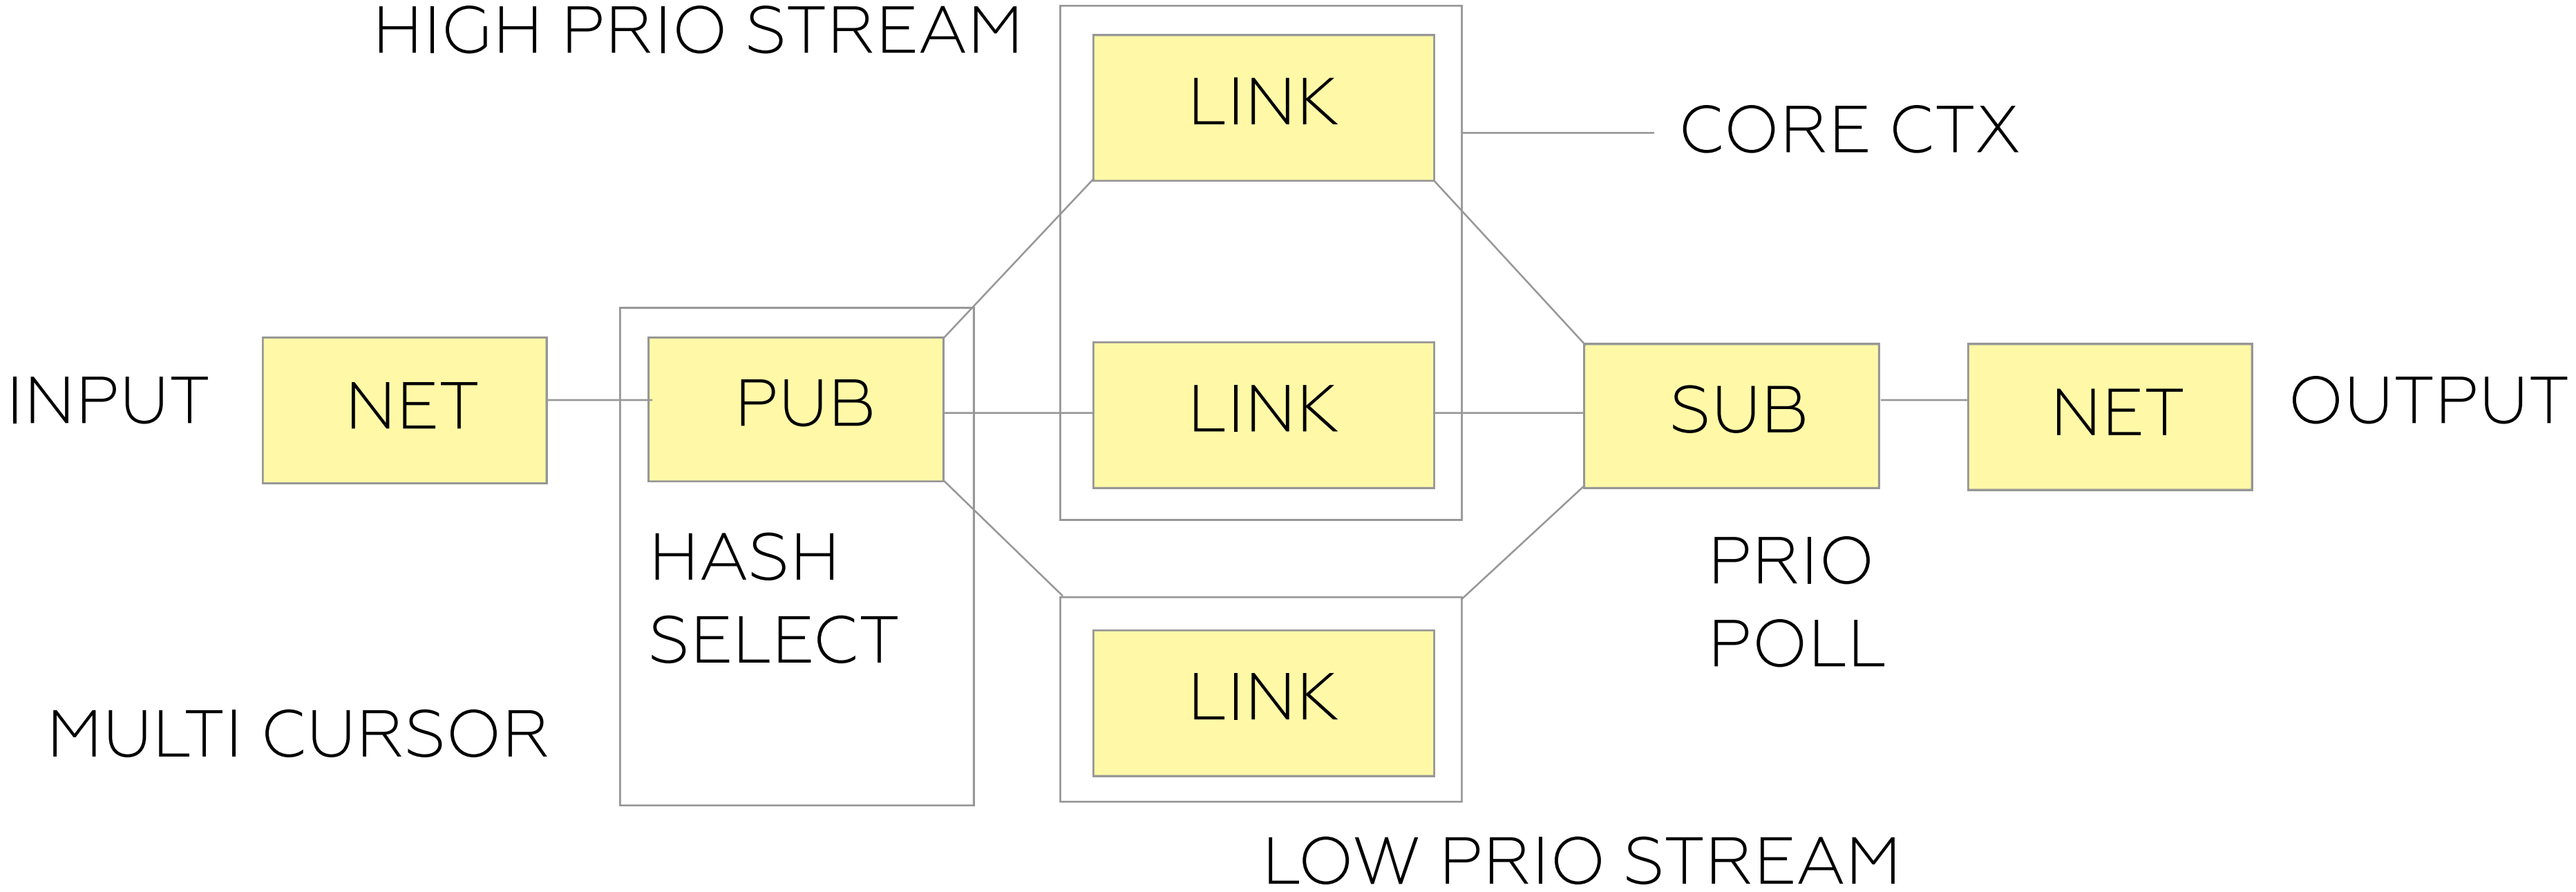 HIGH PRIO STREAM
LINK
CORE CTX
INPUT
NET
PUB
LINK
SUB
NET
OUTPUT
HASH
SELECT
PRIO
POLL
LINK
MULTI CURSOR
LOW PRIO STREAM